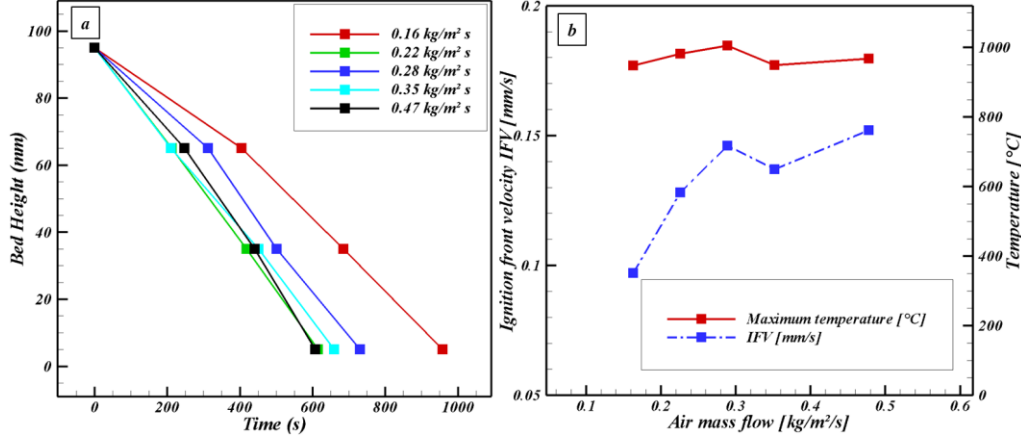 a
0.16 kg/m² s
0.22 kg/m² s
0.28 kg/m² s
0.35 kg/m² s
0.47 kg/m² s
100
80
60
40
20
0
Bed Height (mm)
0 200 400 600 800 1000
Time (s)
b
0.2
0.15
0.1
0.05
Ignition front velocity IFV [mm/s]
1000
800
600
400
200
0
Temperature [°C]
Maximum temperature [°C]
IFV [mm/s]
0.1 0.2 0.3 0.4 0.5 0.6
Air mass flow [kg/m²/s]